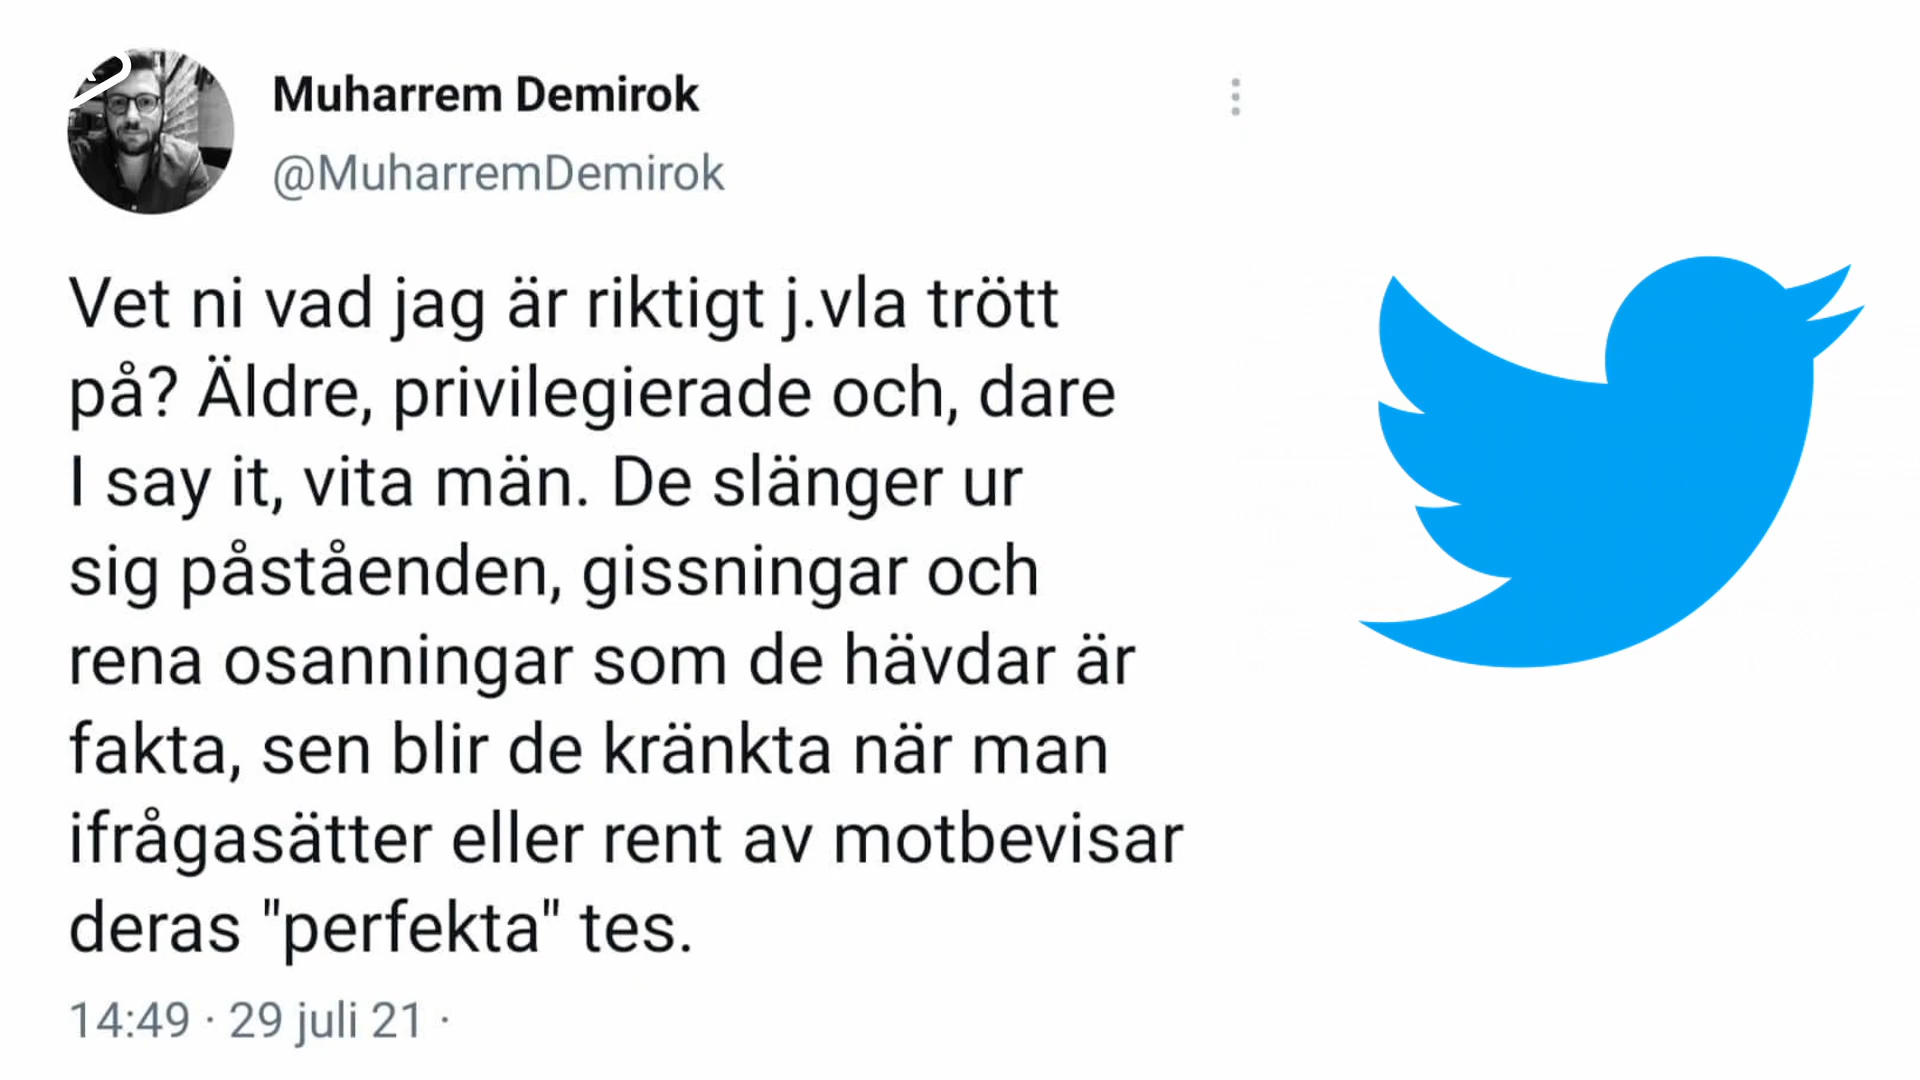 Muharrem Demirok
@MuharremDemirok
Vet ni vad jag är riktigt j.vla trött
på? Äldre, privilegierade och, dare
I say it, vita män. De slänger ur
sig påståenden, gissningar och
rena osanningar som de hävdar är
fakta, sen blir de kränkta när man
ifrågasätter eller rent av motbevisar
deras "perfekta" tes.
14:49 · 29 juli 21 ·